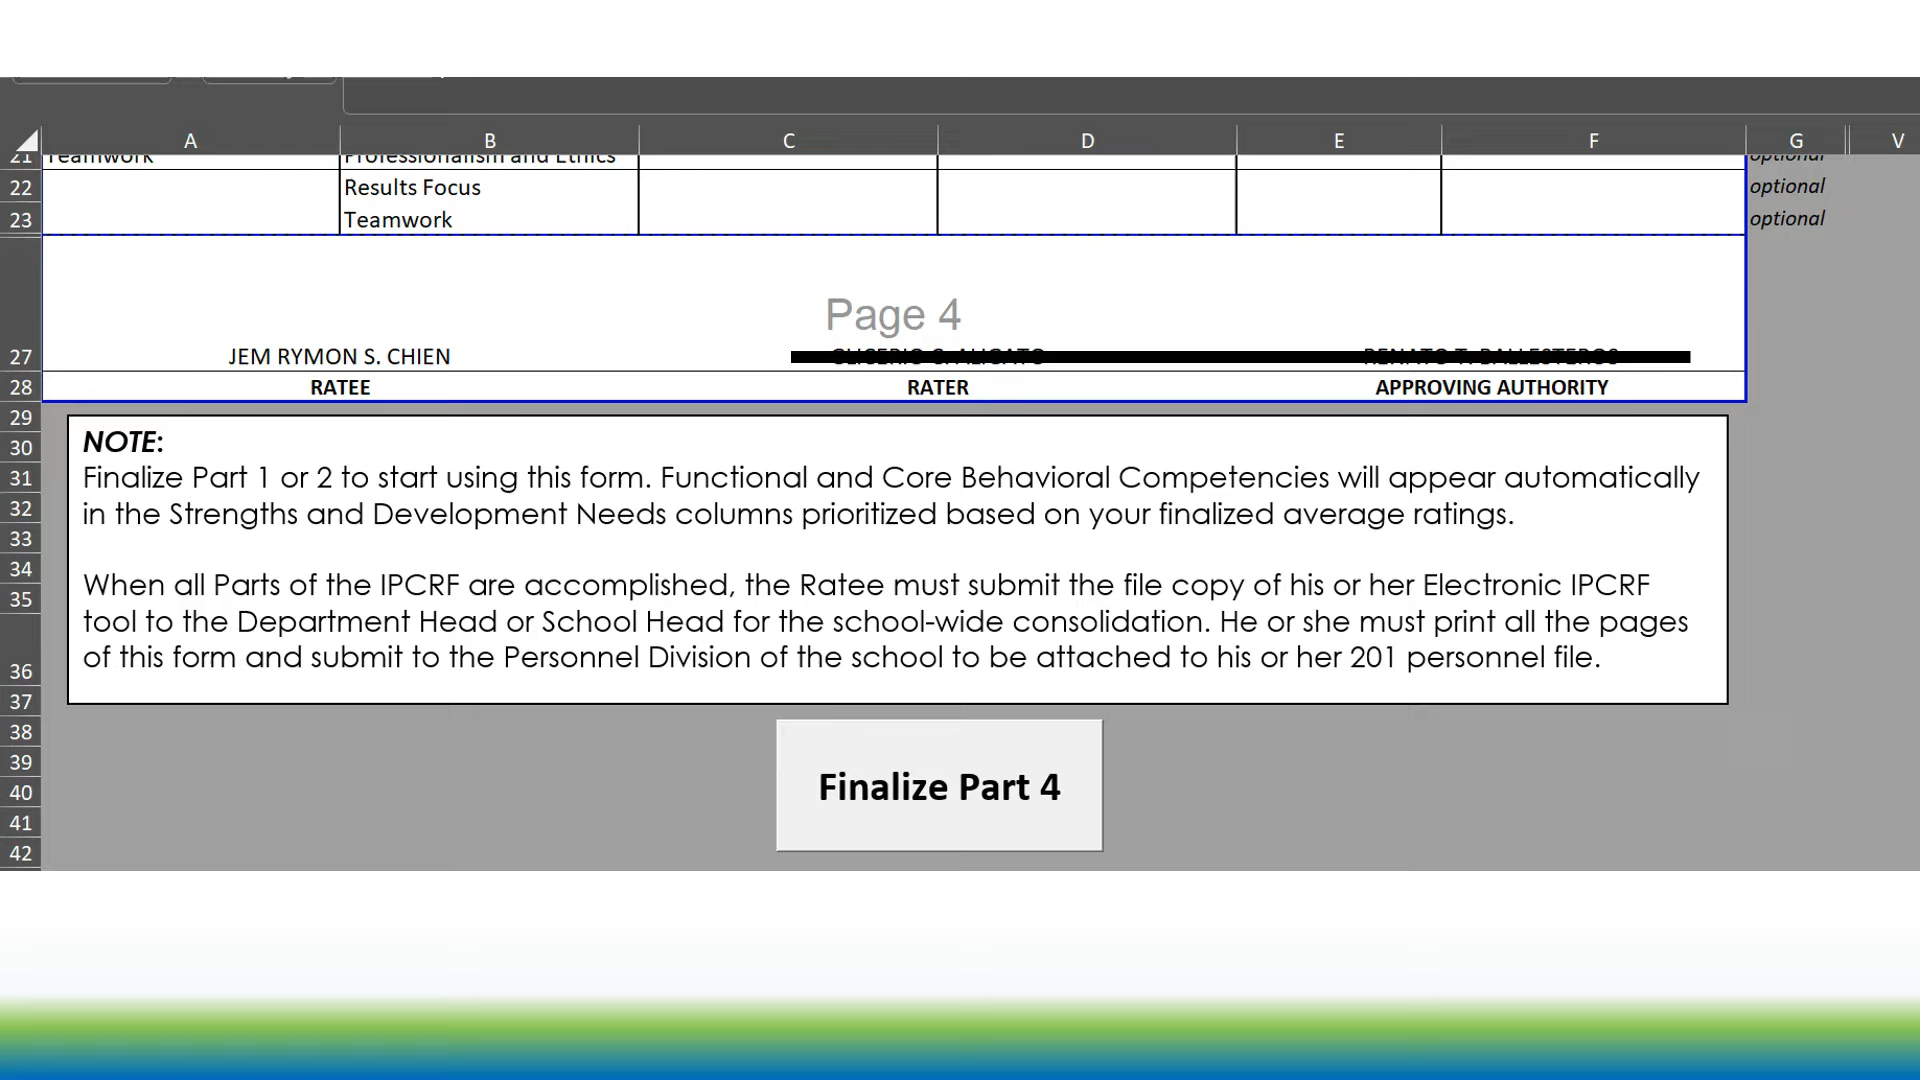 A B C D E F G V
21 Teamwork Professionalism and Ethics optional
22 Results Focus optional
23 Teamwork optional
Page 4
27 JEM RYMON S. CHIEN
28 RATEE RATER APPROVING AUTHORITY
29
30
31
32
33
34
35
36
37
38
39
40
41
42
NOTE:
Finalize Part 1 or 2 to start using this form. Functional and Core Behavioral Competencies will appear automatically
in the Strengths and Development Needs columns prioritized based on your finalized average ratings.
When all Parts of the IPCRF are accomplished, the Ratee must submit the file copy of his or her Electronic IPCRF
tool to the Department Head or School Head for the school-wide consolidation. He or she must print all the pages
of this form and submit to the Personnel Division of the school to be attached to his or her 201 personnel file.
Finalize Part 4